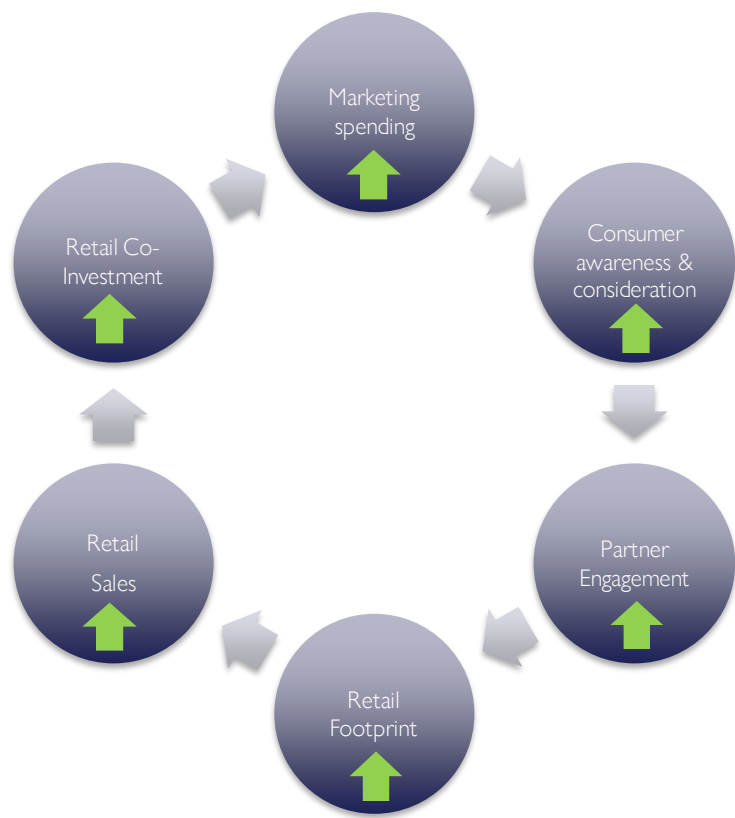 Marketing
spending
Consumer
awareness &
consideration
Partner
Engagement
Retail
Footprint
Retail
Sales
Retail Co-
Investment